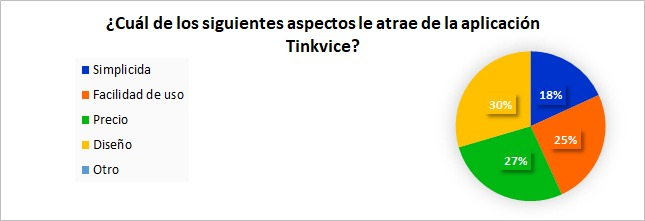 ¿Cuál de los siguientes aspectos le atrae de la aplicación
Tinkvice?
Simplicida
Facilidad de uso
Precio
Diseño
Otro
18%
25%
27%
30%